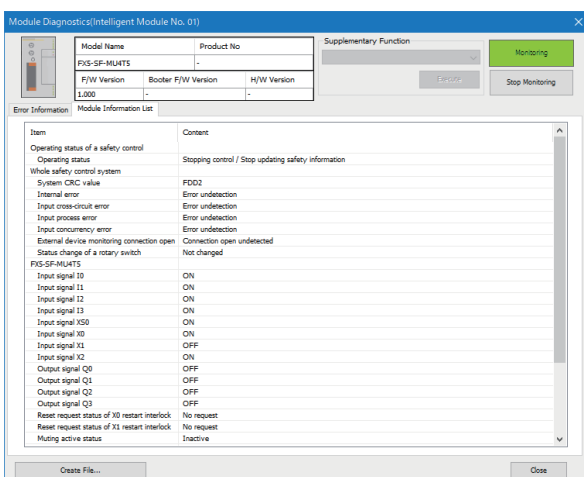 Module Diagnostics(Intelligent Module No. 01)
Model Name Product No
FX5-SF-MU4T5 -
F/W Version Booter F/W Version H/W Version
1.000 - -
Supplementary Function
Execute
Monitoring
Stop Monitoring
Error Information Module Information List
Item Content
Operating status of a safety control
Operating status Stopping control / Stop updating safety information
Whole safety control system
System CRC value FDD2
Internal error Error undetection
Input cross-circuit error Error undetection
Input process error Error undetection
Input concurrency error Error undetection
External device monitoring connection open Connection open undetected
Status change of a rotary switch Not changed
FX5-SF-MU4T5
Input signal I0 ON
Input signal I1 ON
Input signal I2 ON
Input signal I3 ON
Input signal XS0 ON
Input signal X0 ON
Input signal X1 OFF
Input signal X2 ON
Output signal Q0 OFF
Output signal Q1 OFF
Output signal Q2 OFF
Output signal Q3 OFF
Reset request status of X0 restart interlock No request
Reset request status of X1 restart interlock No request
Muting active status Inactive
Create File... Close